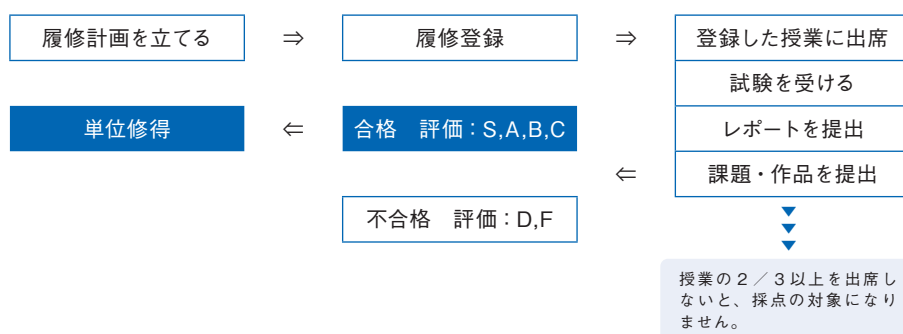 履修計画を立てる ⇒ 履修登録 ⇒ 登録した授業に出席
試験を受ける
レポートを提出
課題・作品を提出
⇐
合格　評価：S,A,B,C
不合格　評価：D,F
⇐
単位修得
授業の２／３以上を出席し
ないと、採点の対象になり
ません。